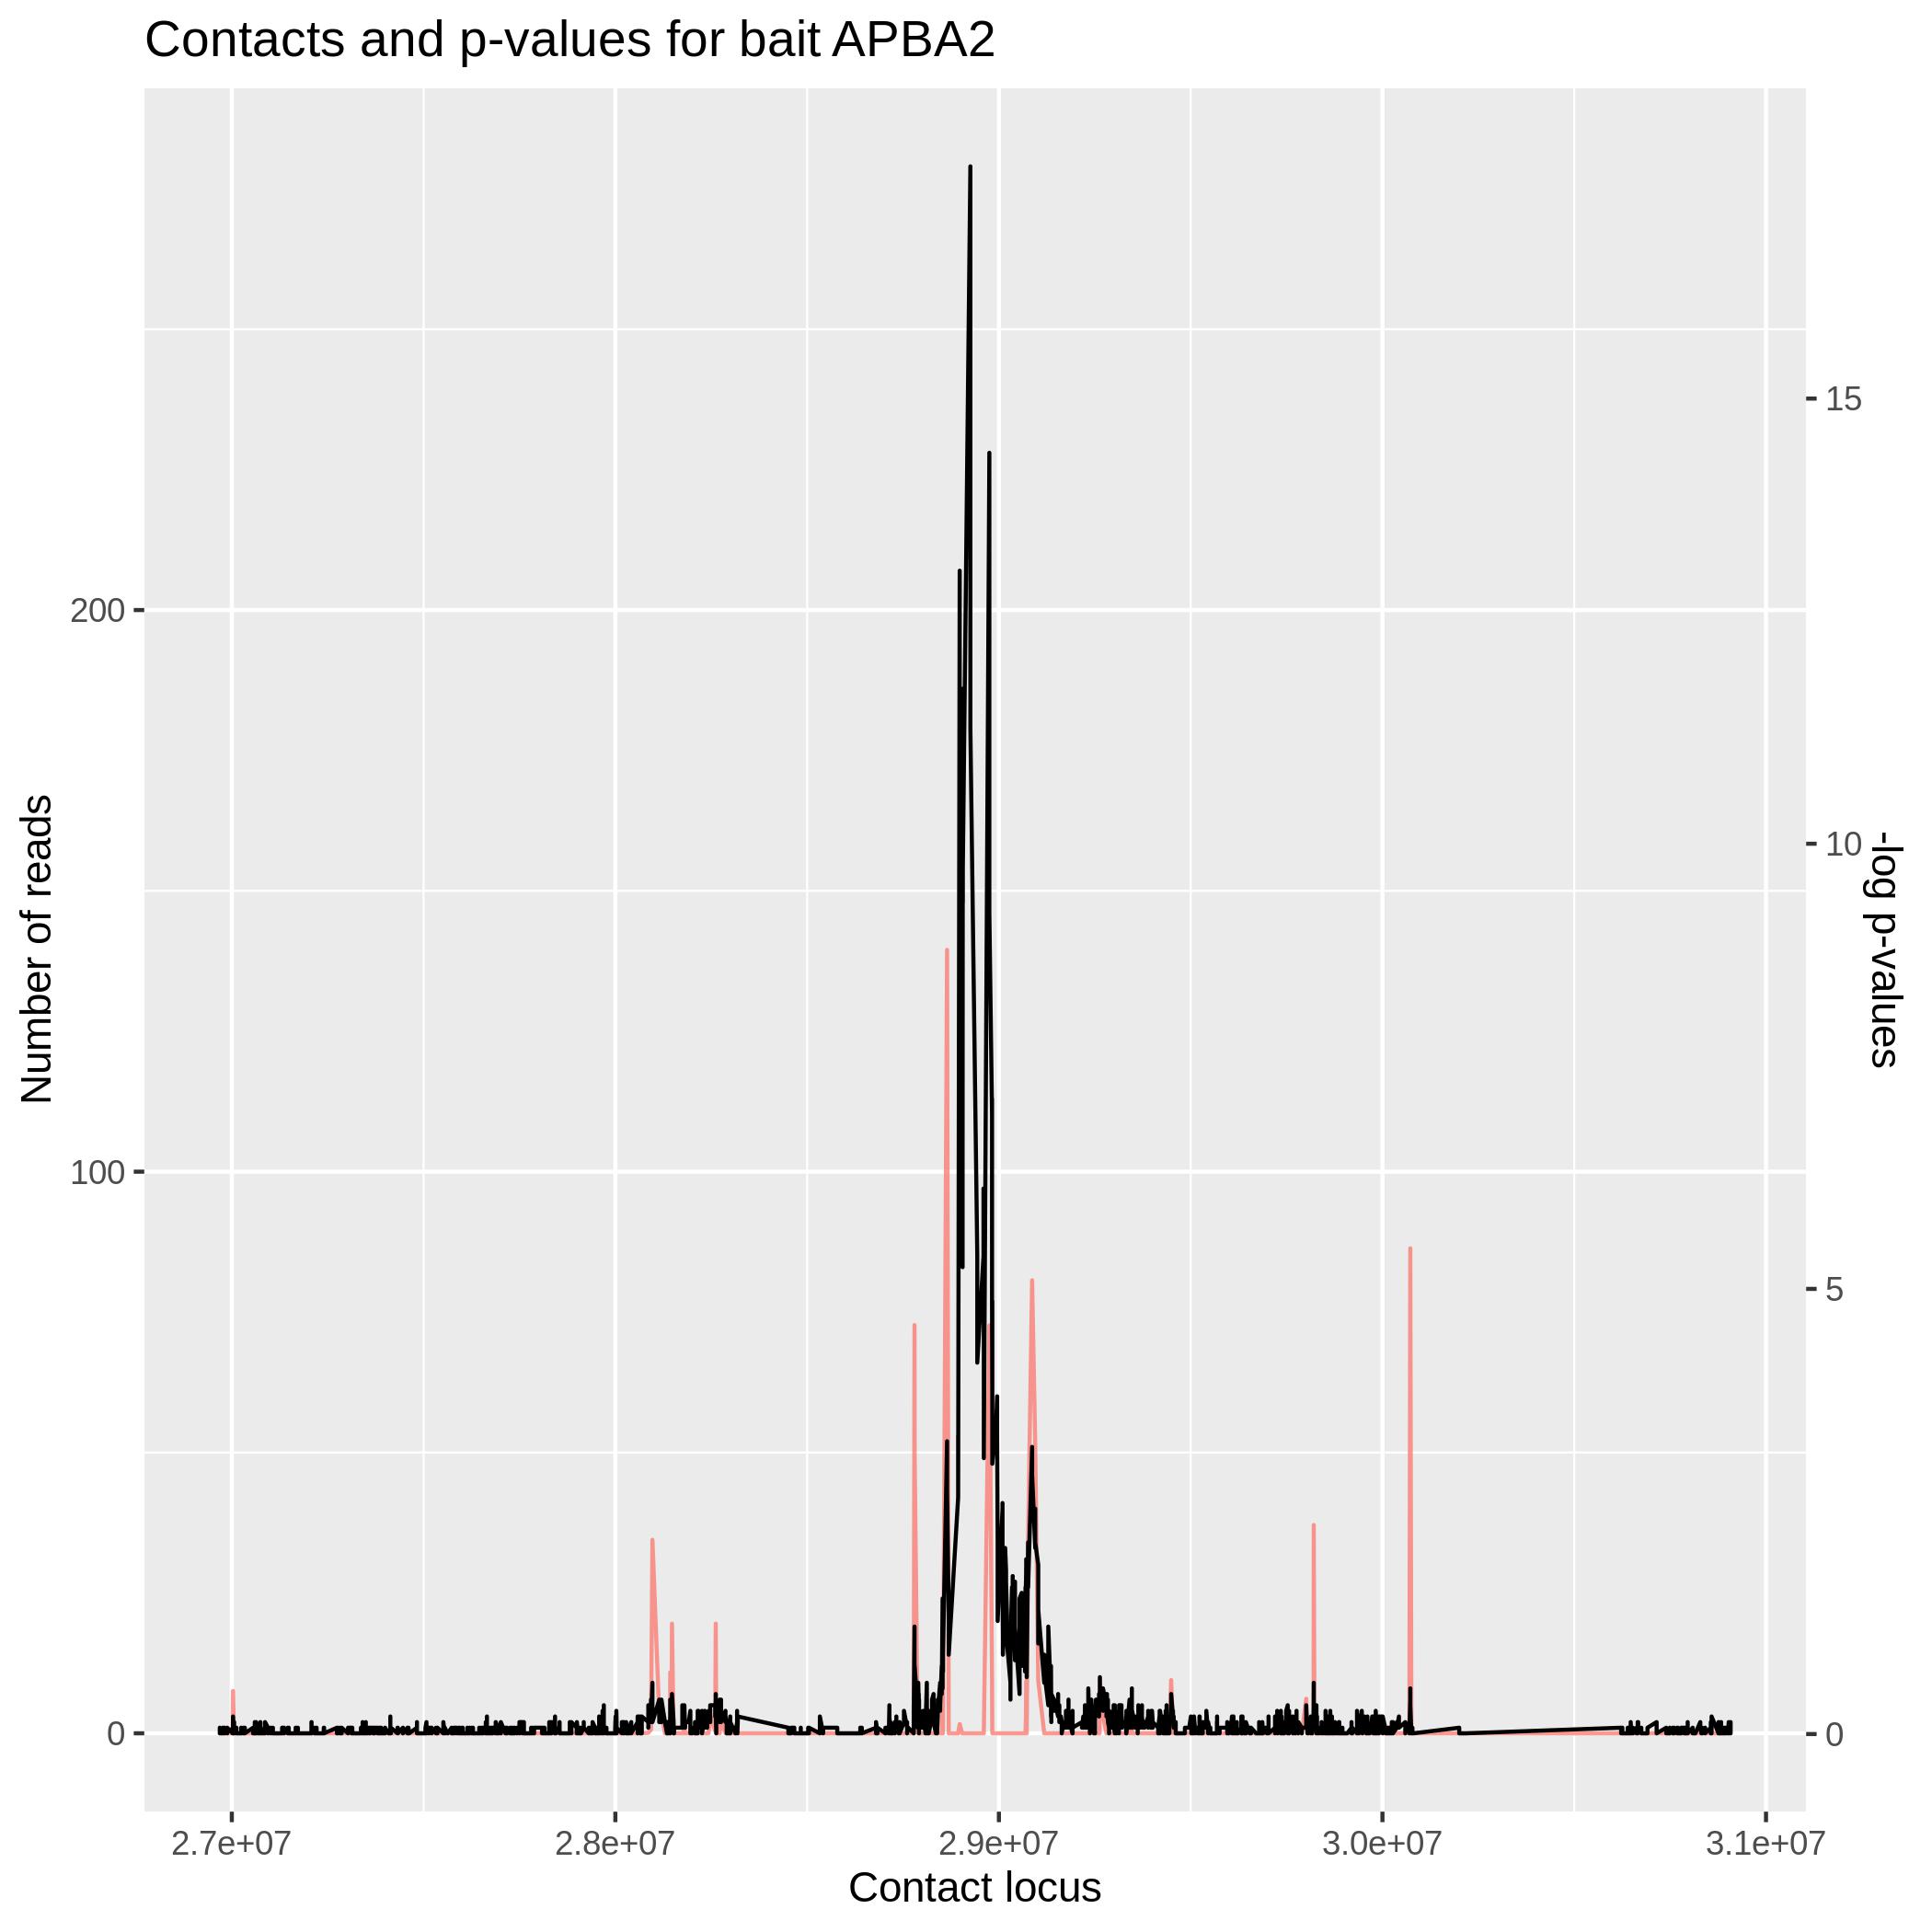 Contacts and p-values for bait APBA2
Number of reads
200
100
0
15
10
5
0
-log p-values
2.7e+07
2.8e+07
2.9e+07
3.0e+07
3.1e+07
Contact locus